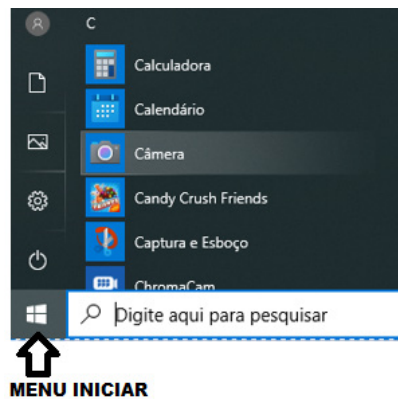 C
Calculadora
Calendário
Câmera
Candy Crush Friends
Captura e Esboço
ChromaCam
Digite aqui para pesquisar
MENU INICIAR